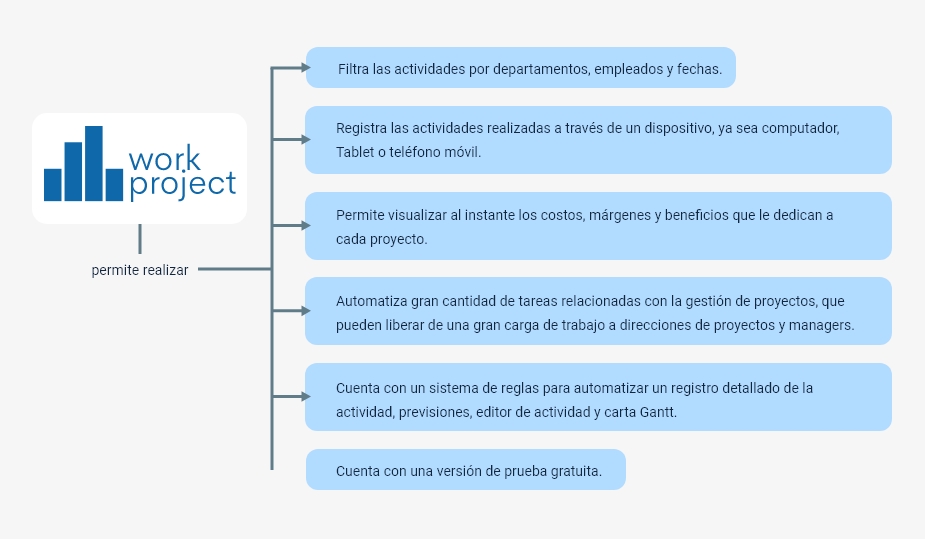 work
project
permite realizar
Filtra las actividades por departamentos, empleados y fechas.
Registra las actividades realizadas a través de un dispositivo, ya sea computador,
Tablet o teléfono móvil.
Permite visualizar al instante los costos, márgenes y beneficios que le dedican a
cada proyecto.
Automatiza gran cantidad de tareas relacionadas con la gestión de proyectos, que
pueden liberar de una gran carga de trabajo a direcciones de proyectos y managers.
Cuenta con un sistema de reglas para automatizar un registro detallado de la
actividad, previsiones, editor de actividad y carta Gantt.
Cuenta con una versión de prueba gratuita.